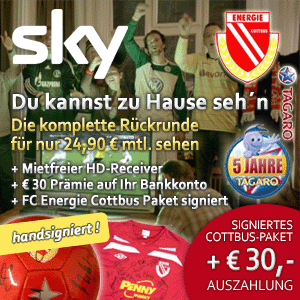 sky
ENERGIE
COTTBUS
TAGARO
Du kannst zu Hause seh´n
Die komplette Rückrunde
für nur 24,90 € mtl. sehen
+ Mietfreier HD-Receiver
+ € 30 Prämie auf Ihr Bankkonto
+ FC Energie Cottbus Paket signiert
5 JAHRE
TAGARO
handsigniert!
SIGNIERTES
COTTBUS-PAKET
+ € 30,-
AUSZAHLUNG
PENNY